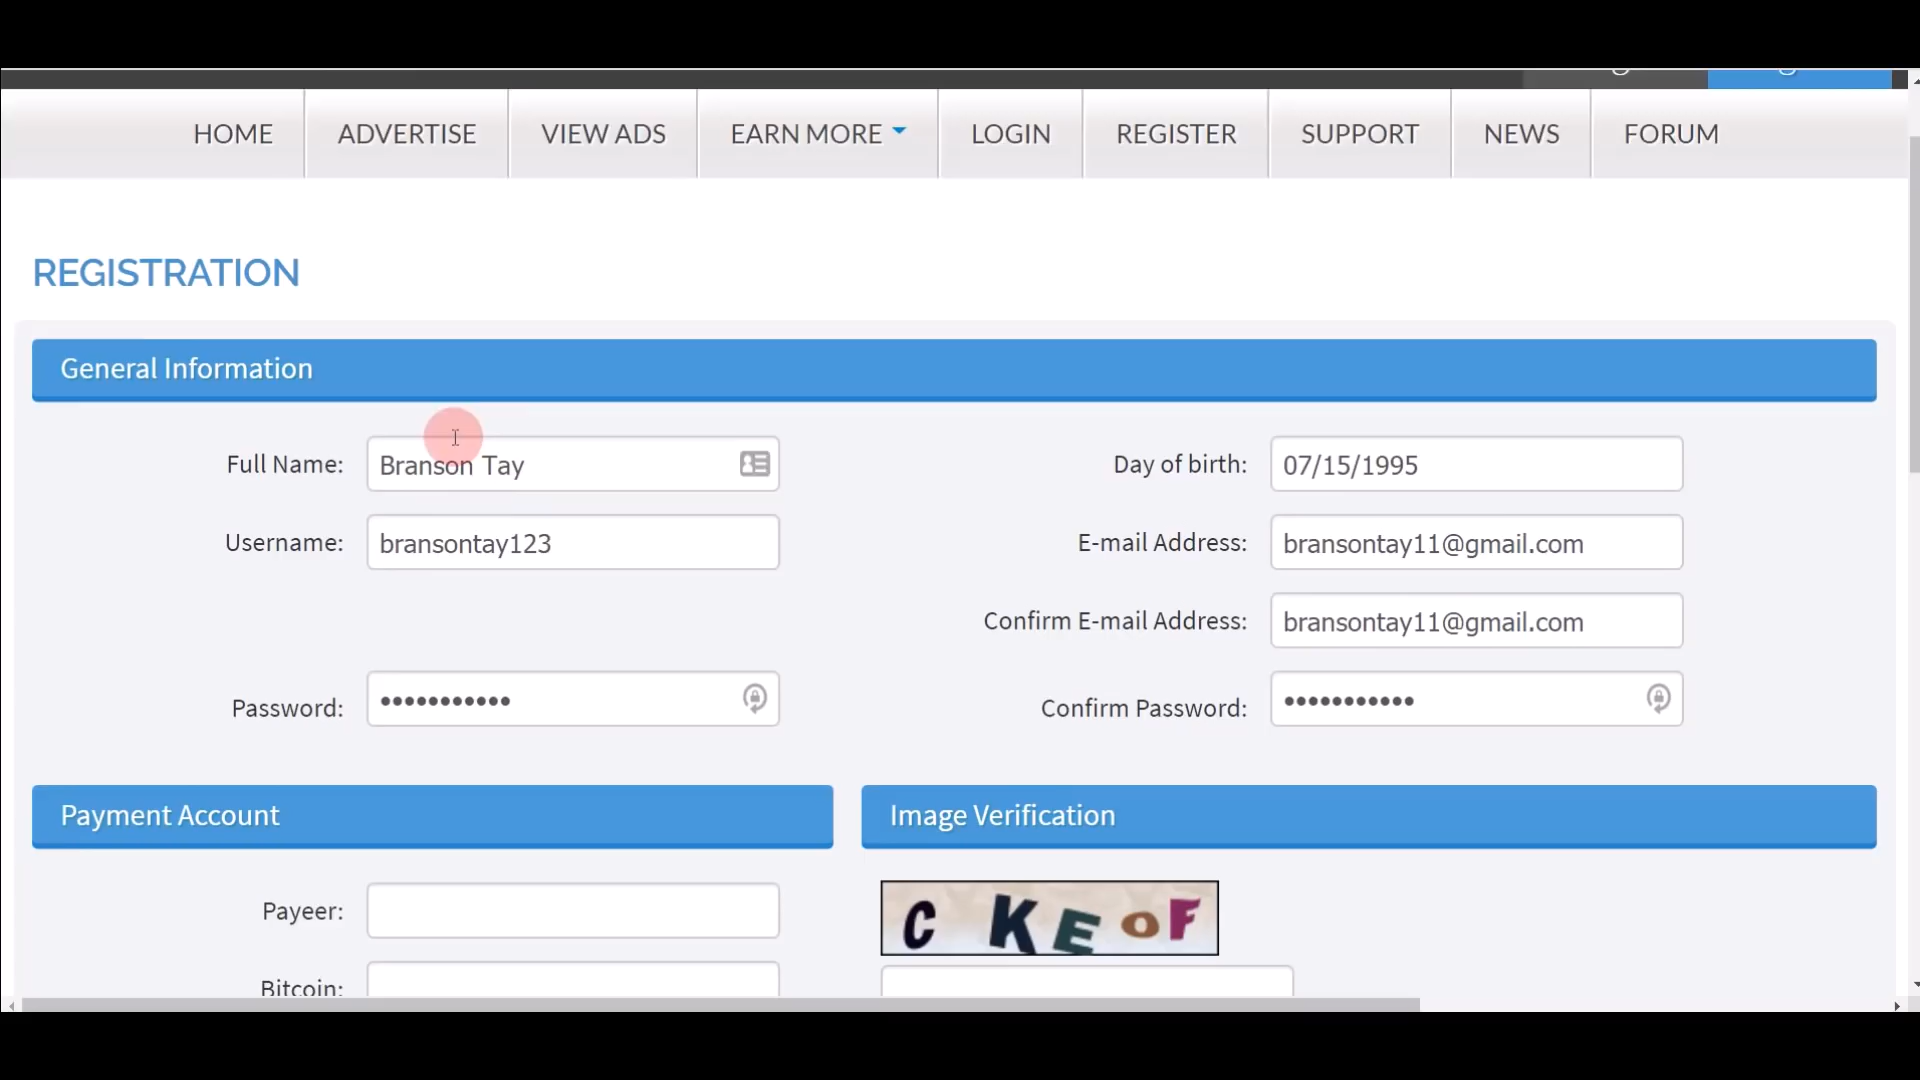 HOME ADVERTISE VIEW ADS EARN MORE LOGIN REGISTER SUPPORT NEWS FORUM
REGISTRATION
General Information
Full Name: Branson Tay Day of birth: 07/15/1995
Username: bransontay123 E-mail Address: bransontay11@gmail.com
Confirm E-mail Address: bransontay11@gmail.com
Password: ••••••••••• Confirm Password: •••••••••••
Payment Account Image Verification
Payeer: C K E O F
Bitcoin: